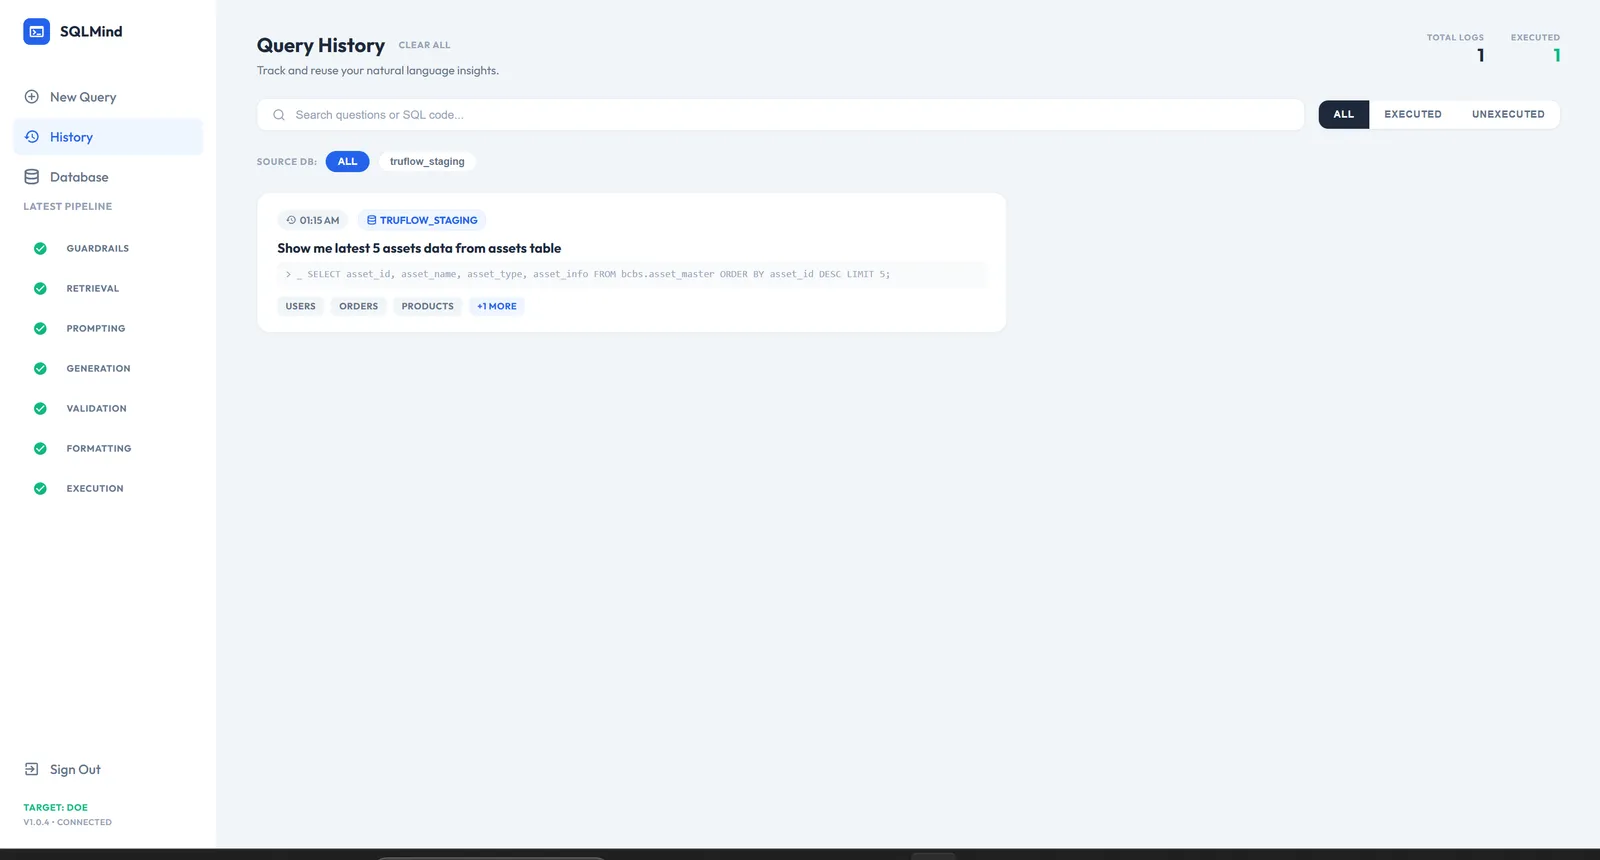 SQLMind
New Query
History
Database
LATEST PIPELINE
GUARDRAILS
RETRIEVAL
PROMPTING
GENERATION
VALIDATION
FORMATTING
EXECUTION
Sign Out
TARGET: DOE
V1.0.4 • CONNECTED
Query History CLEAR ALL
Track and reuse your natural language insights.
TOTAL LOGS EXECUTED
1 1
Search questions or SQL code...
ALL EXECUTED UNEXECUTED
SOURCE DB: ALL truflow_staging
01:15 AM TRUFLOW_STAGING
Show me latest 5 assets data from assets table
> _ SELECT asset_id, asset_name, asset_type, asset_info FROM bcbs.asset_master ORDER BY asset_id DESC LIMIT 5;
USERS ORDERS PRODUCTS +1 MORE